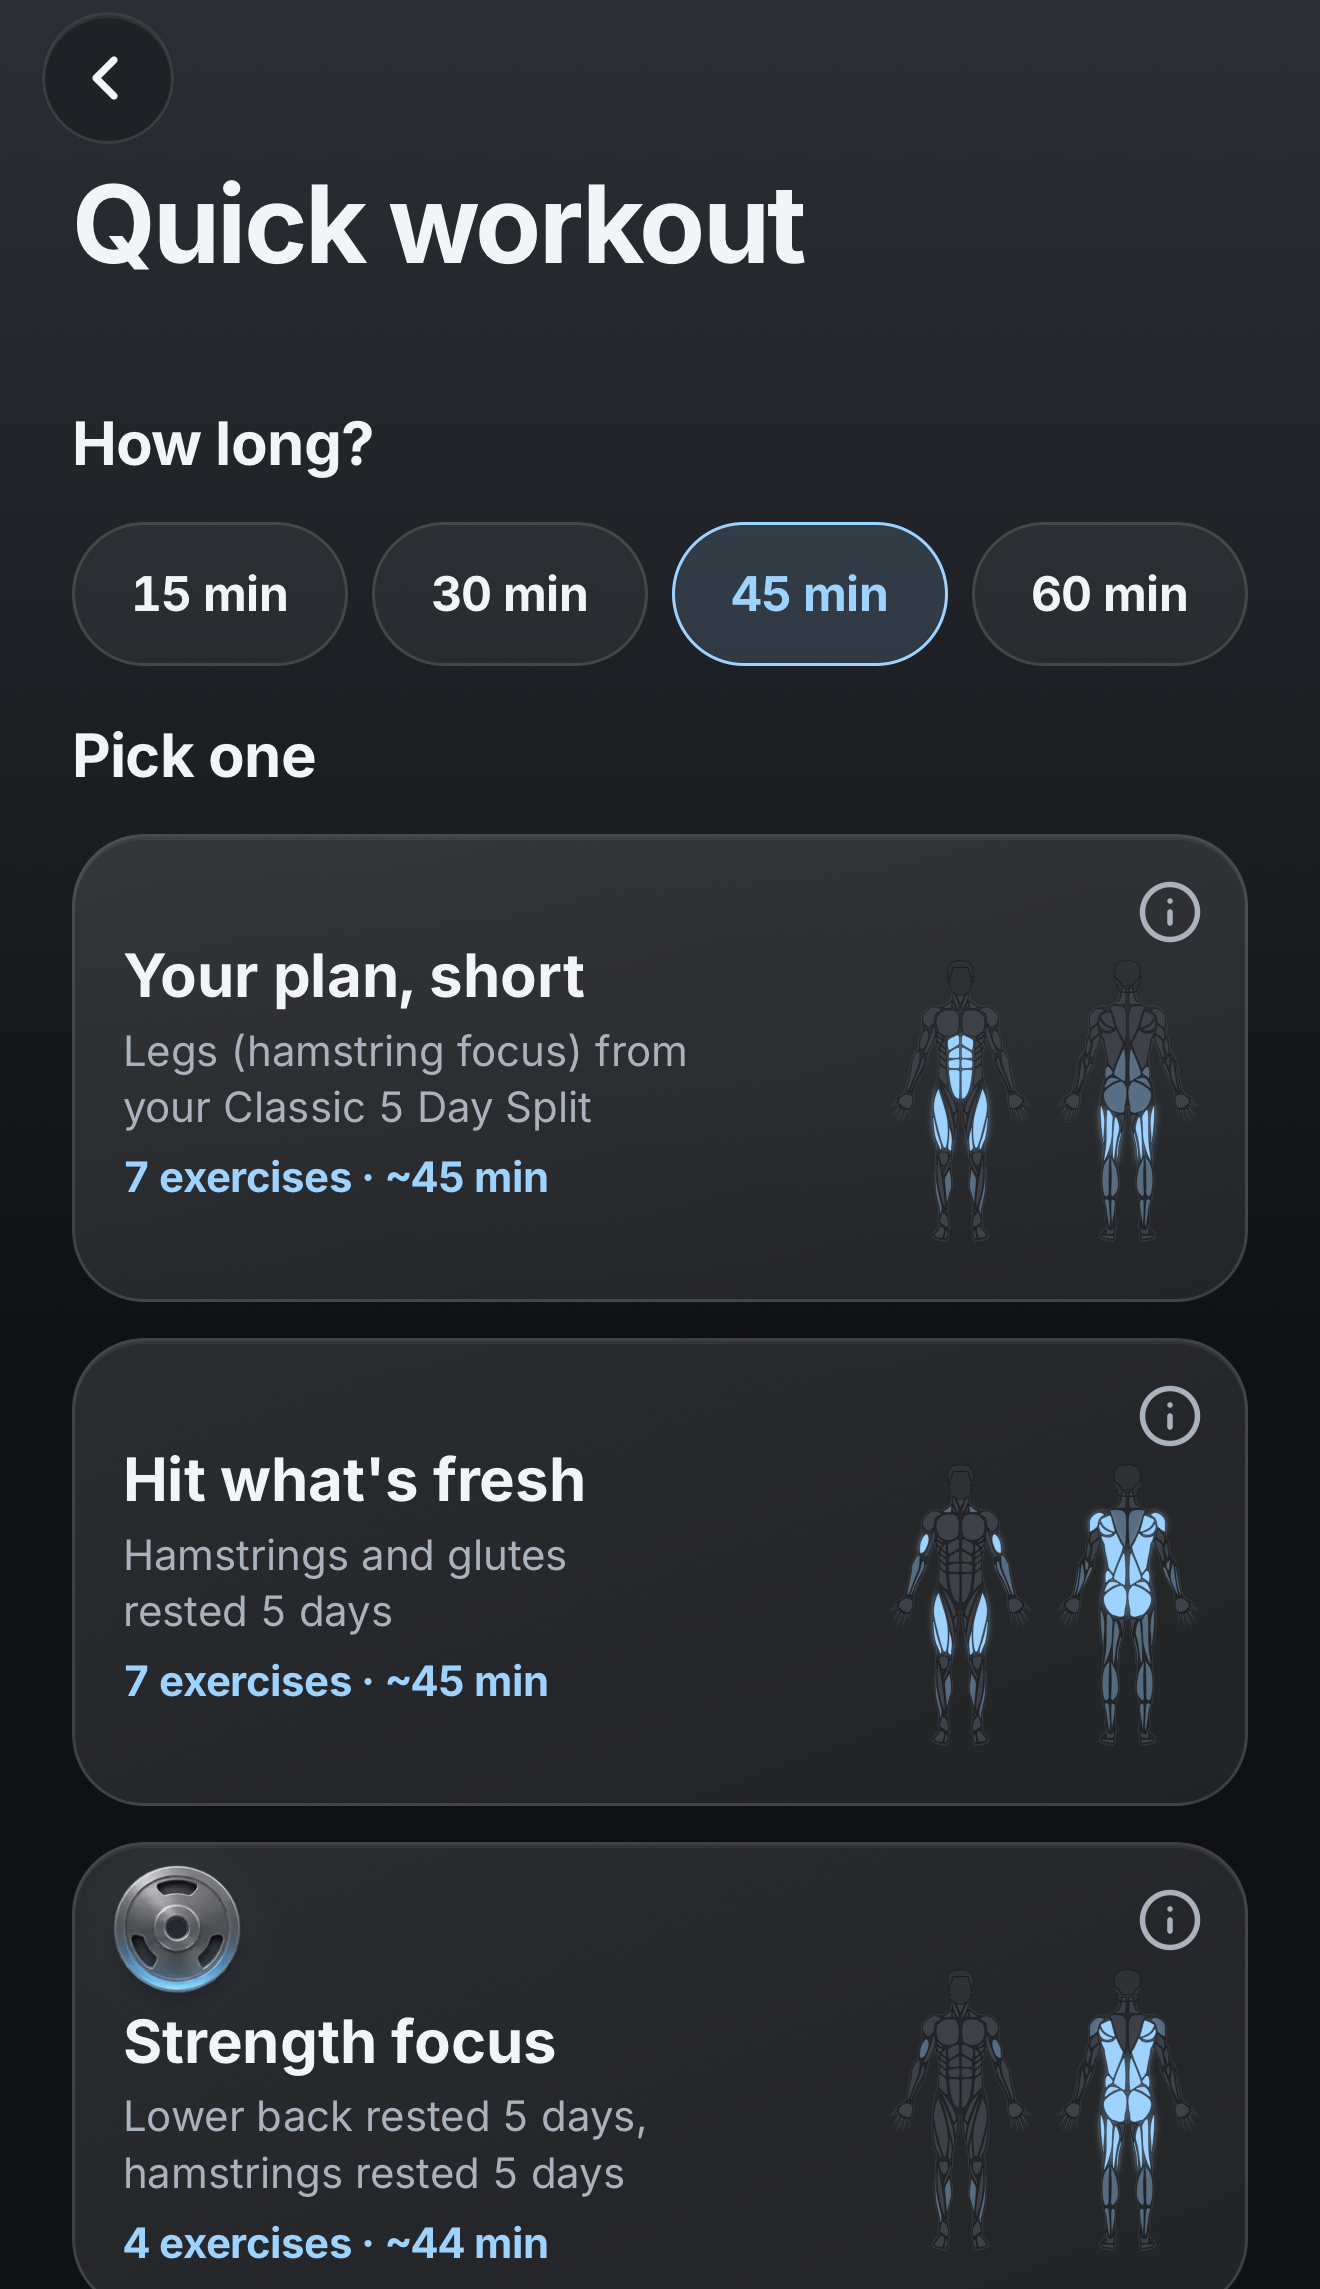 Quick workout
How long?
15 min 30 min 45 min 60 min
Pick one
Your plan, short
Legs (hamstring focus) from
your Classic 5 Day Split
7 exercises · ~45 min
Hit what's fresh
Hamstrings and glutes
rested 5 days
7 exercises · ~45 min
Strength focus
Lower back rested 5 days,
hamstrings rested 5 days
4 exercises · ~44 min